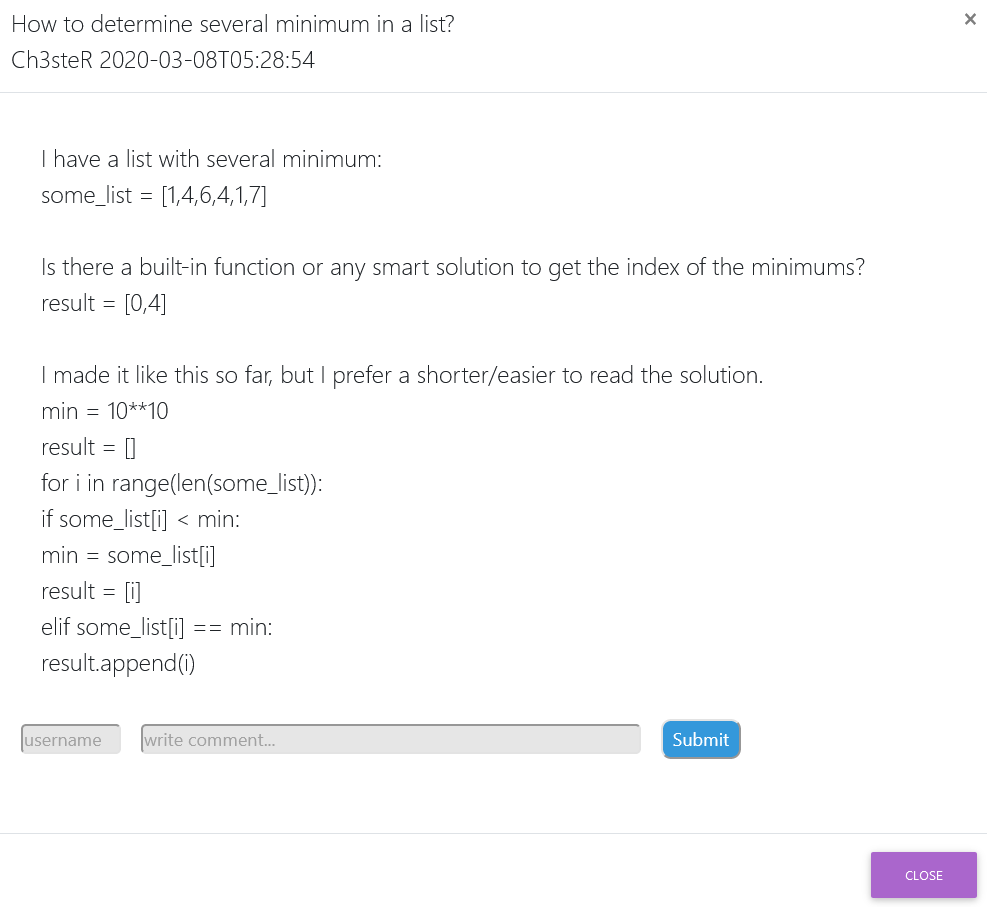 How to determine several minimum in a list?
×
Ch3steR 2020-03-08T05:28:54
I have a list with several minimum:
some_list = [1,4,6,4,1,7]
Is there a built-in function or any smart solution to get the index of the minimums?
result = [0,4]
I made it like this so far, but I prefer a shorter/easier to read the solution.
min = 10**10
result = []
for i in range(len(some_list)):
if some_list[i] < min:
min = some_list[i]
result = [i]
elif some_list[i] == min:
result.append(i)
username write comment... Submit
CLOSE